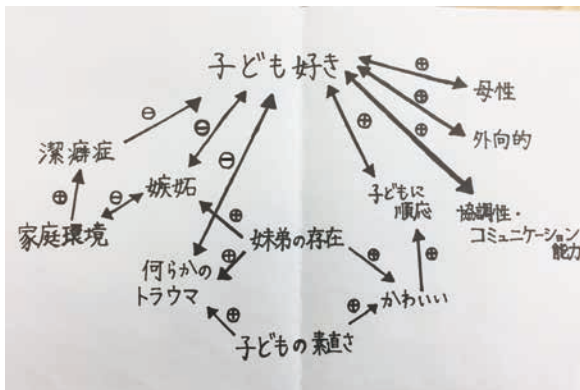 子ども好き
⊕
母性
⊖
⊖
⊕
⊕
外向的
潔癖症
⊖
⊕
嫉妬
子どもに
順応
協調性・
コミュニケーション
能力
⊕
⊖
家庭環境
⊕
妹弟の存在
何らかの
トラウマ
⊕
⊕
⊕
かわいい
⊕
⊕
子どもの素直さ